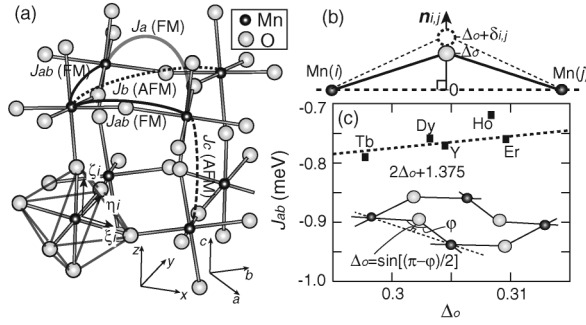 (a)
Ja (FM)
Mn
O
Jab (FM)
Jb (AFM)
Jab (FM)
Jc (AFM)
ζi
ηi
ξi
z
y
x
c
b
a
(b)
ni,j
Δo+δi,j
Δo
Mn(i)
0
Mn(j)
(c)
-0.7
-0.8
-0.9
-1.0
Jab (meV)
Tb
Dy
Y
Ho
Er
2Δo+1.375
φ
Δo=sin[(π-φ)/2]
0.3
0.31
Δo